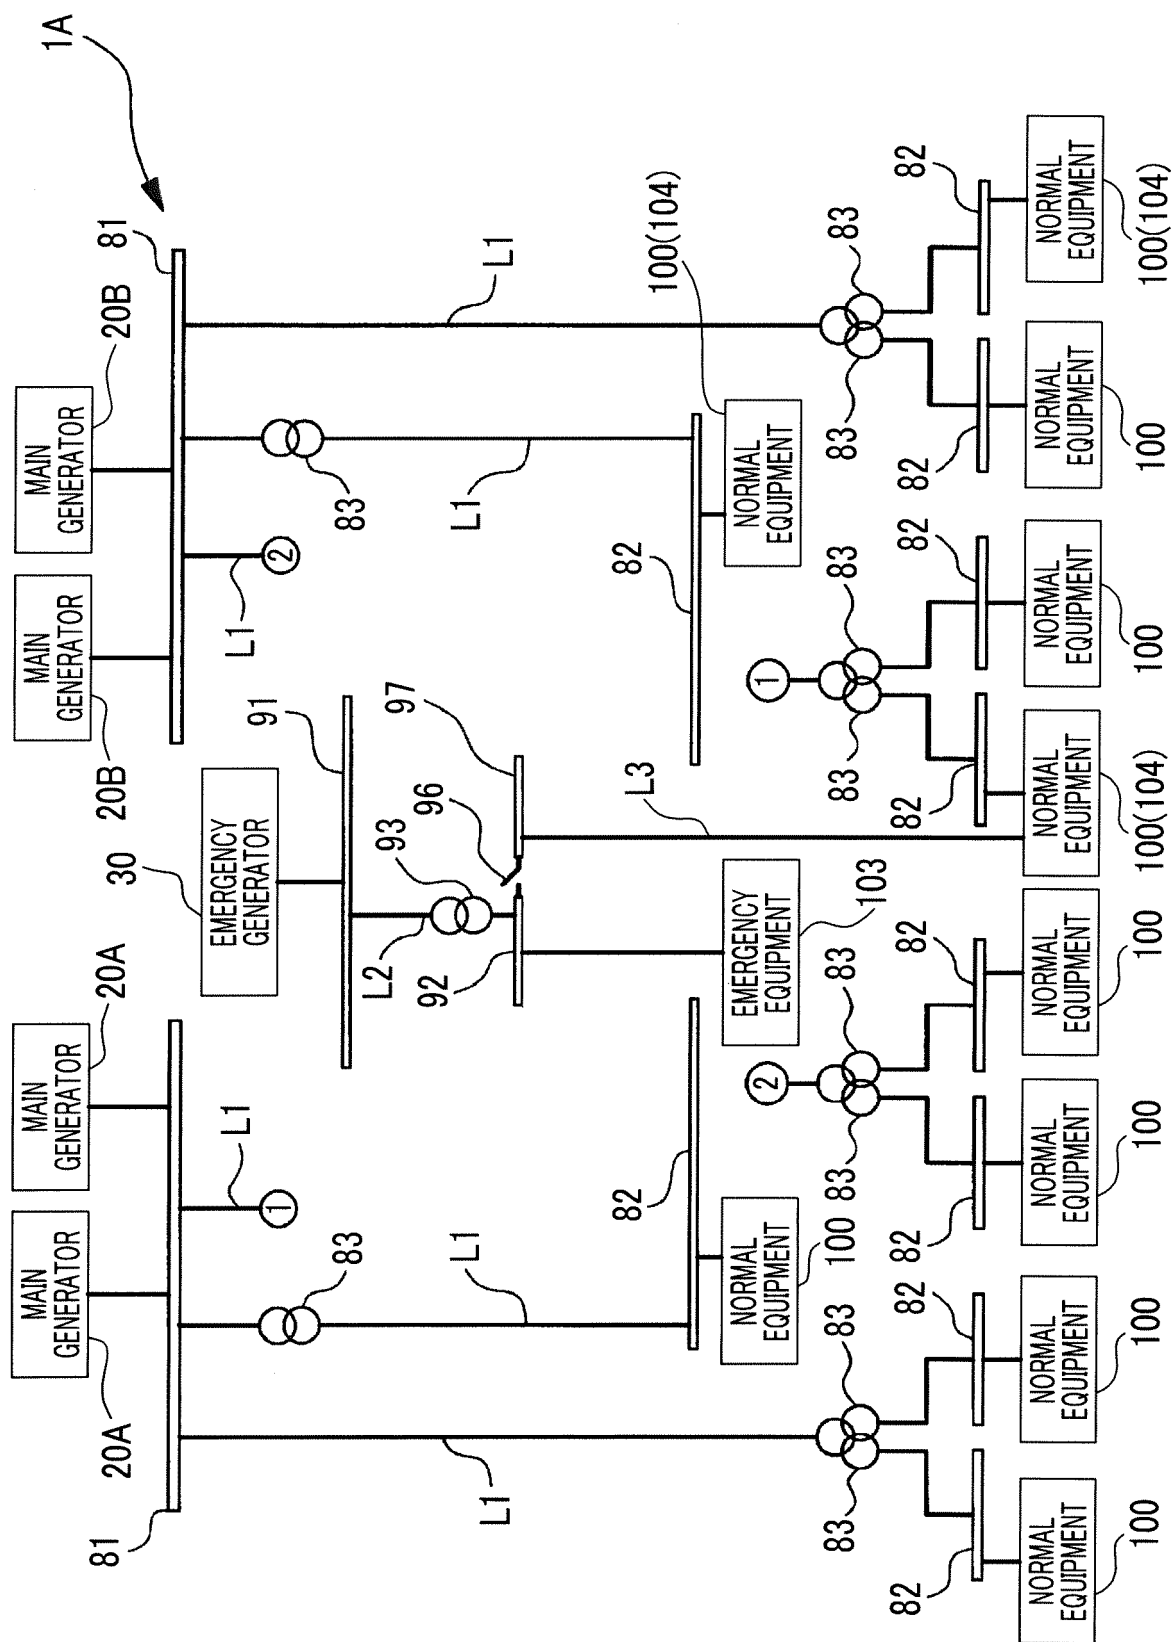 1A
MAIN
GENERATOR
MAIN
GENERATOR
MAIN
GENERATOR
MAIN
GENERATOR
81
20A
20A
20B
20B
81
30
EMERGENCY
GENERATOR
1
L1
91
L1
2
83
83
L2
93
96
97
92
L1
L1
L1
L1
82
L3
82
100(104)
NORMAL
EQUIPMENT
EMERGENCY
EQUIPMENT
NORMAL
EQUIPMENT
100
103
2
1
83
83
83
83
83
83
83
83
82
82
82
82
82
82
82
82
NORMAL
EQUIPMENT
NORMAL
EQUIPMENT
NORMAL
EQUIPMENT
NORMAL
EQUIPMENT
NORMAL
EQUIPMENT
NORMAL
EQUIPMENT
NORMAL
EQUIPMENT
NORMAL
EQUIPMENT
100
100
100
100
100(104)
100
100
100(104)